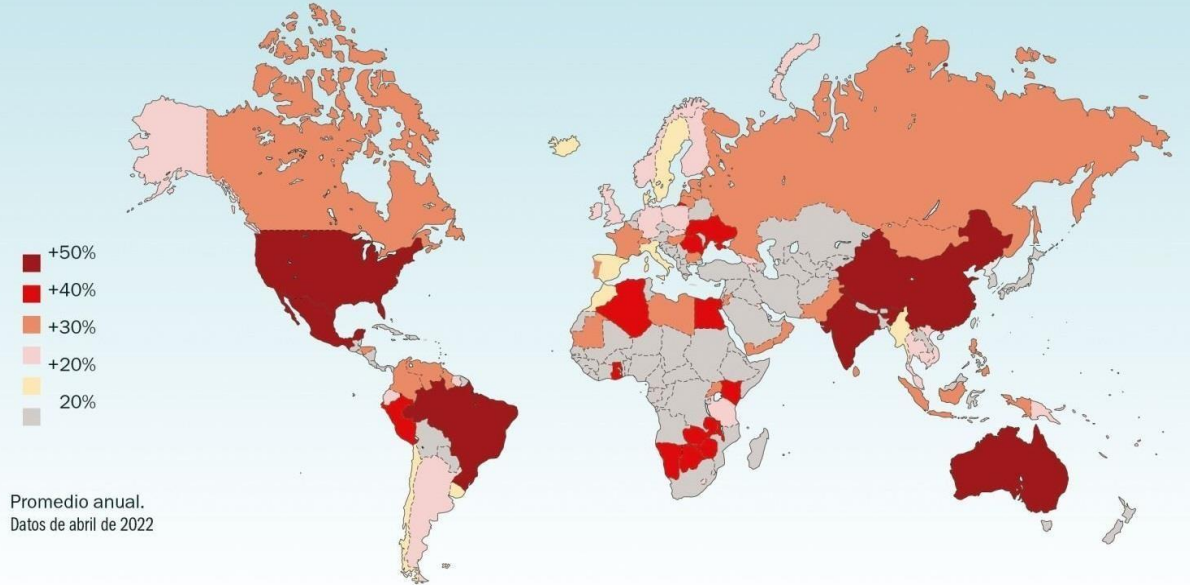 +50%
+40%
+30%
+20%
20%
Promedio anual.
Datos de abril de 2022